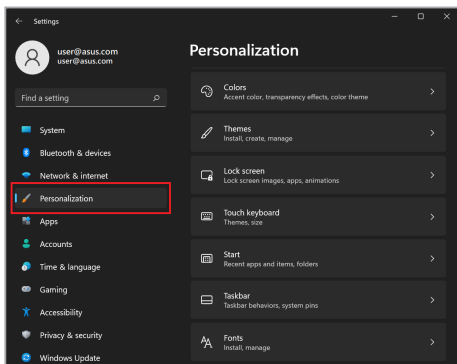 Settings
user@asus.com
user@asus.com
Find a setting
System
Bluetooth & devices
Network & internet
Personalization
Apps
Accounts
Time & language
Gaming
Accessibility
Privacy & security
Windows Update
Personalization
Colors
Accent color, transparency effects, color theme
Themes
Install, create, manage
Lock screen
Lock screen images, apps, animations
Touch keyboard
Themes, size
Start
Recent apps and items, folders
Taskbar
Taskbar behaviors, system pins
Fonts
Install, manage